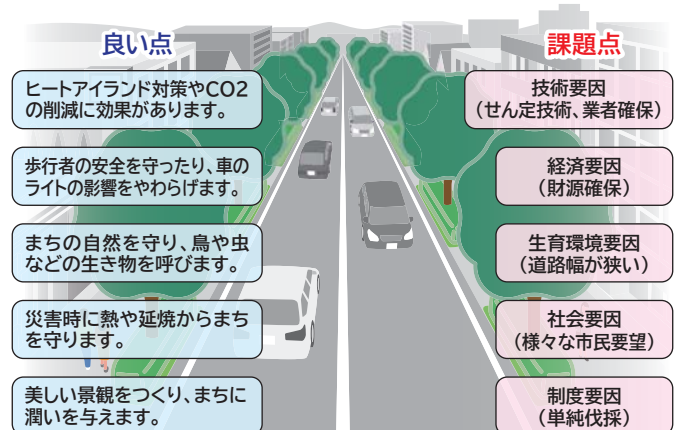 良い点
ヒートアイランド対策やCO2
の削減に効果があります。
歩行者の安全を守ったり、車の
ライトの影響をやわらげます。
まちの自然を守り、鳥や虫
などの生き物を呼びます。
災害時に熱や延焼からまち
を守ります。
美しい景観をつくり、まちに
潤いを与えます。
課題点
技術要因
(せん定技術、業者確保)
経済要因
(財源確保)
生育環境要因
(道路幅が狭い)
社会要因
(様々な市民要望)
制度要因
(単純伐採)